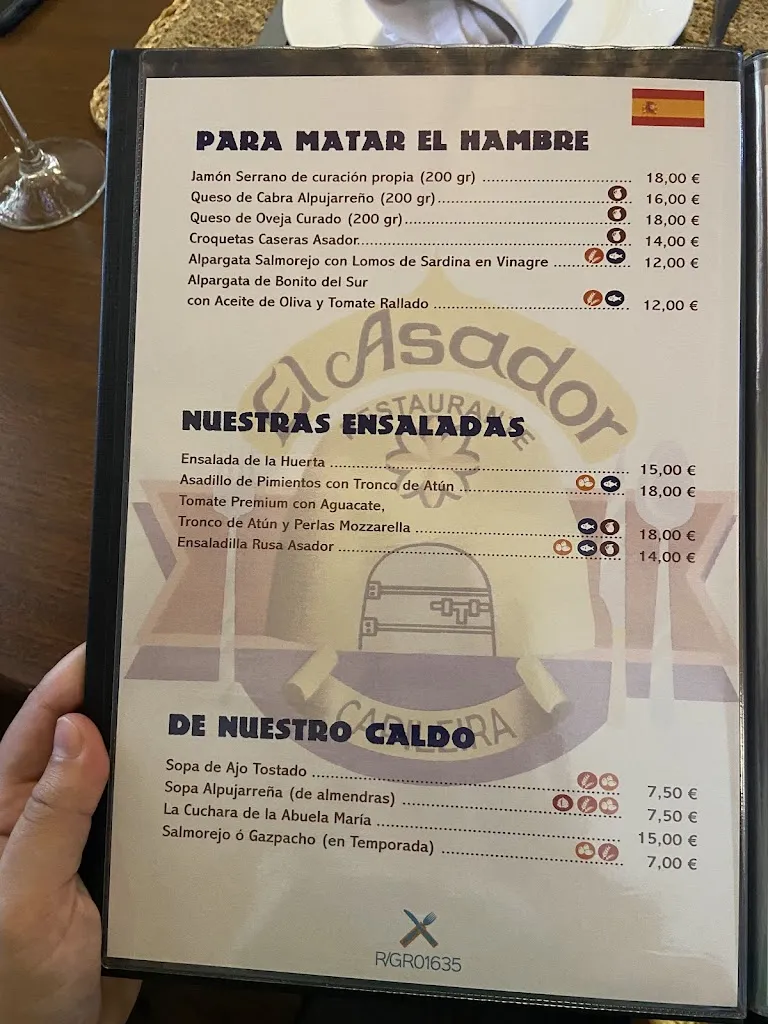 PARA MATAR EL HAMBRE
Jamón Serrano de curación propia (200 gr) ................................ 18,00 €
Queso de Cabra Alpujarreño (200 gr)................................ 16,00 €
Queso de Oveja Curado (200 gr)................................ 18,00 €
Croquetas Caseras Asador................................ 14,00 €
Alpargata Salmorejo con Lomos de Sardina en Vinagre ................ 12,00 €
Alpargata de Bonito del Sur
con Aceite de Oliva y Tomate Rallado ................................ 12,00 €
El Asador
RESTAURANTE
NUESTRAS ENSALADAS
Ensalada de la Huerta ................................ 15,00 €
Asadillo de Pimientos con Tronco de Atún ................................ 18,00 €
Tomate Premium con Aguacate,
Tronco de Atún y Perlas Mozzarella ................................ 18,00 €
Ensaladilla Rusa Asador ................................ 14,00 €
CAPILEIRA
DE NUESTRO CALDO
Sopa de Ajo Tostado ................................ 7,50 €
Sopa Alpujarreña (de almendras) ................................ 7,50 €
La Cuchara de la Abuela María ................................ 15,00 €
Salmorejo ó Gazpacho (en Temporada) ................................ 7,00 €
R/GR01635